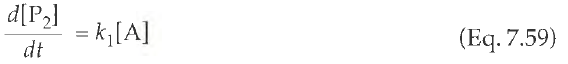 d[P₂]/dt = k₁[A] (Eq. 7.59)